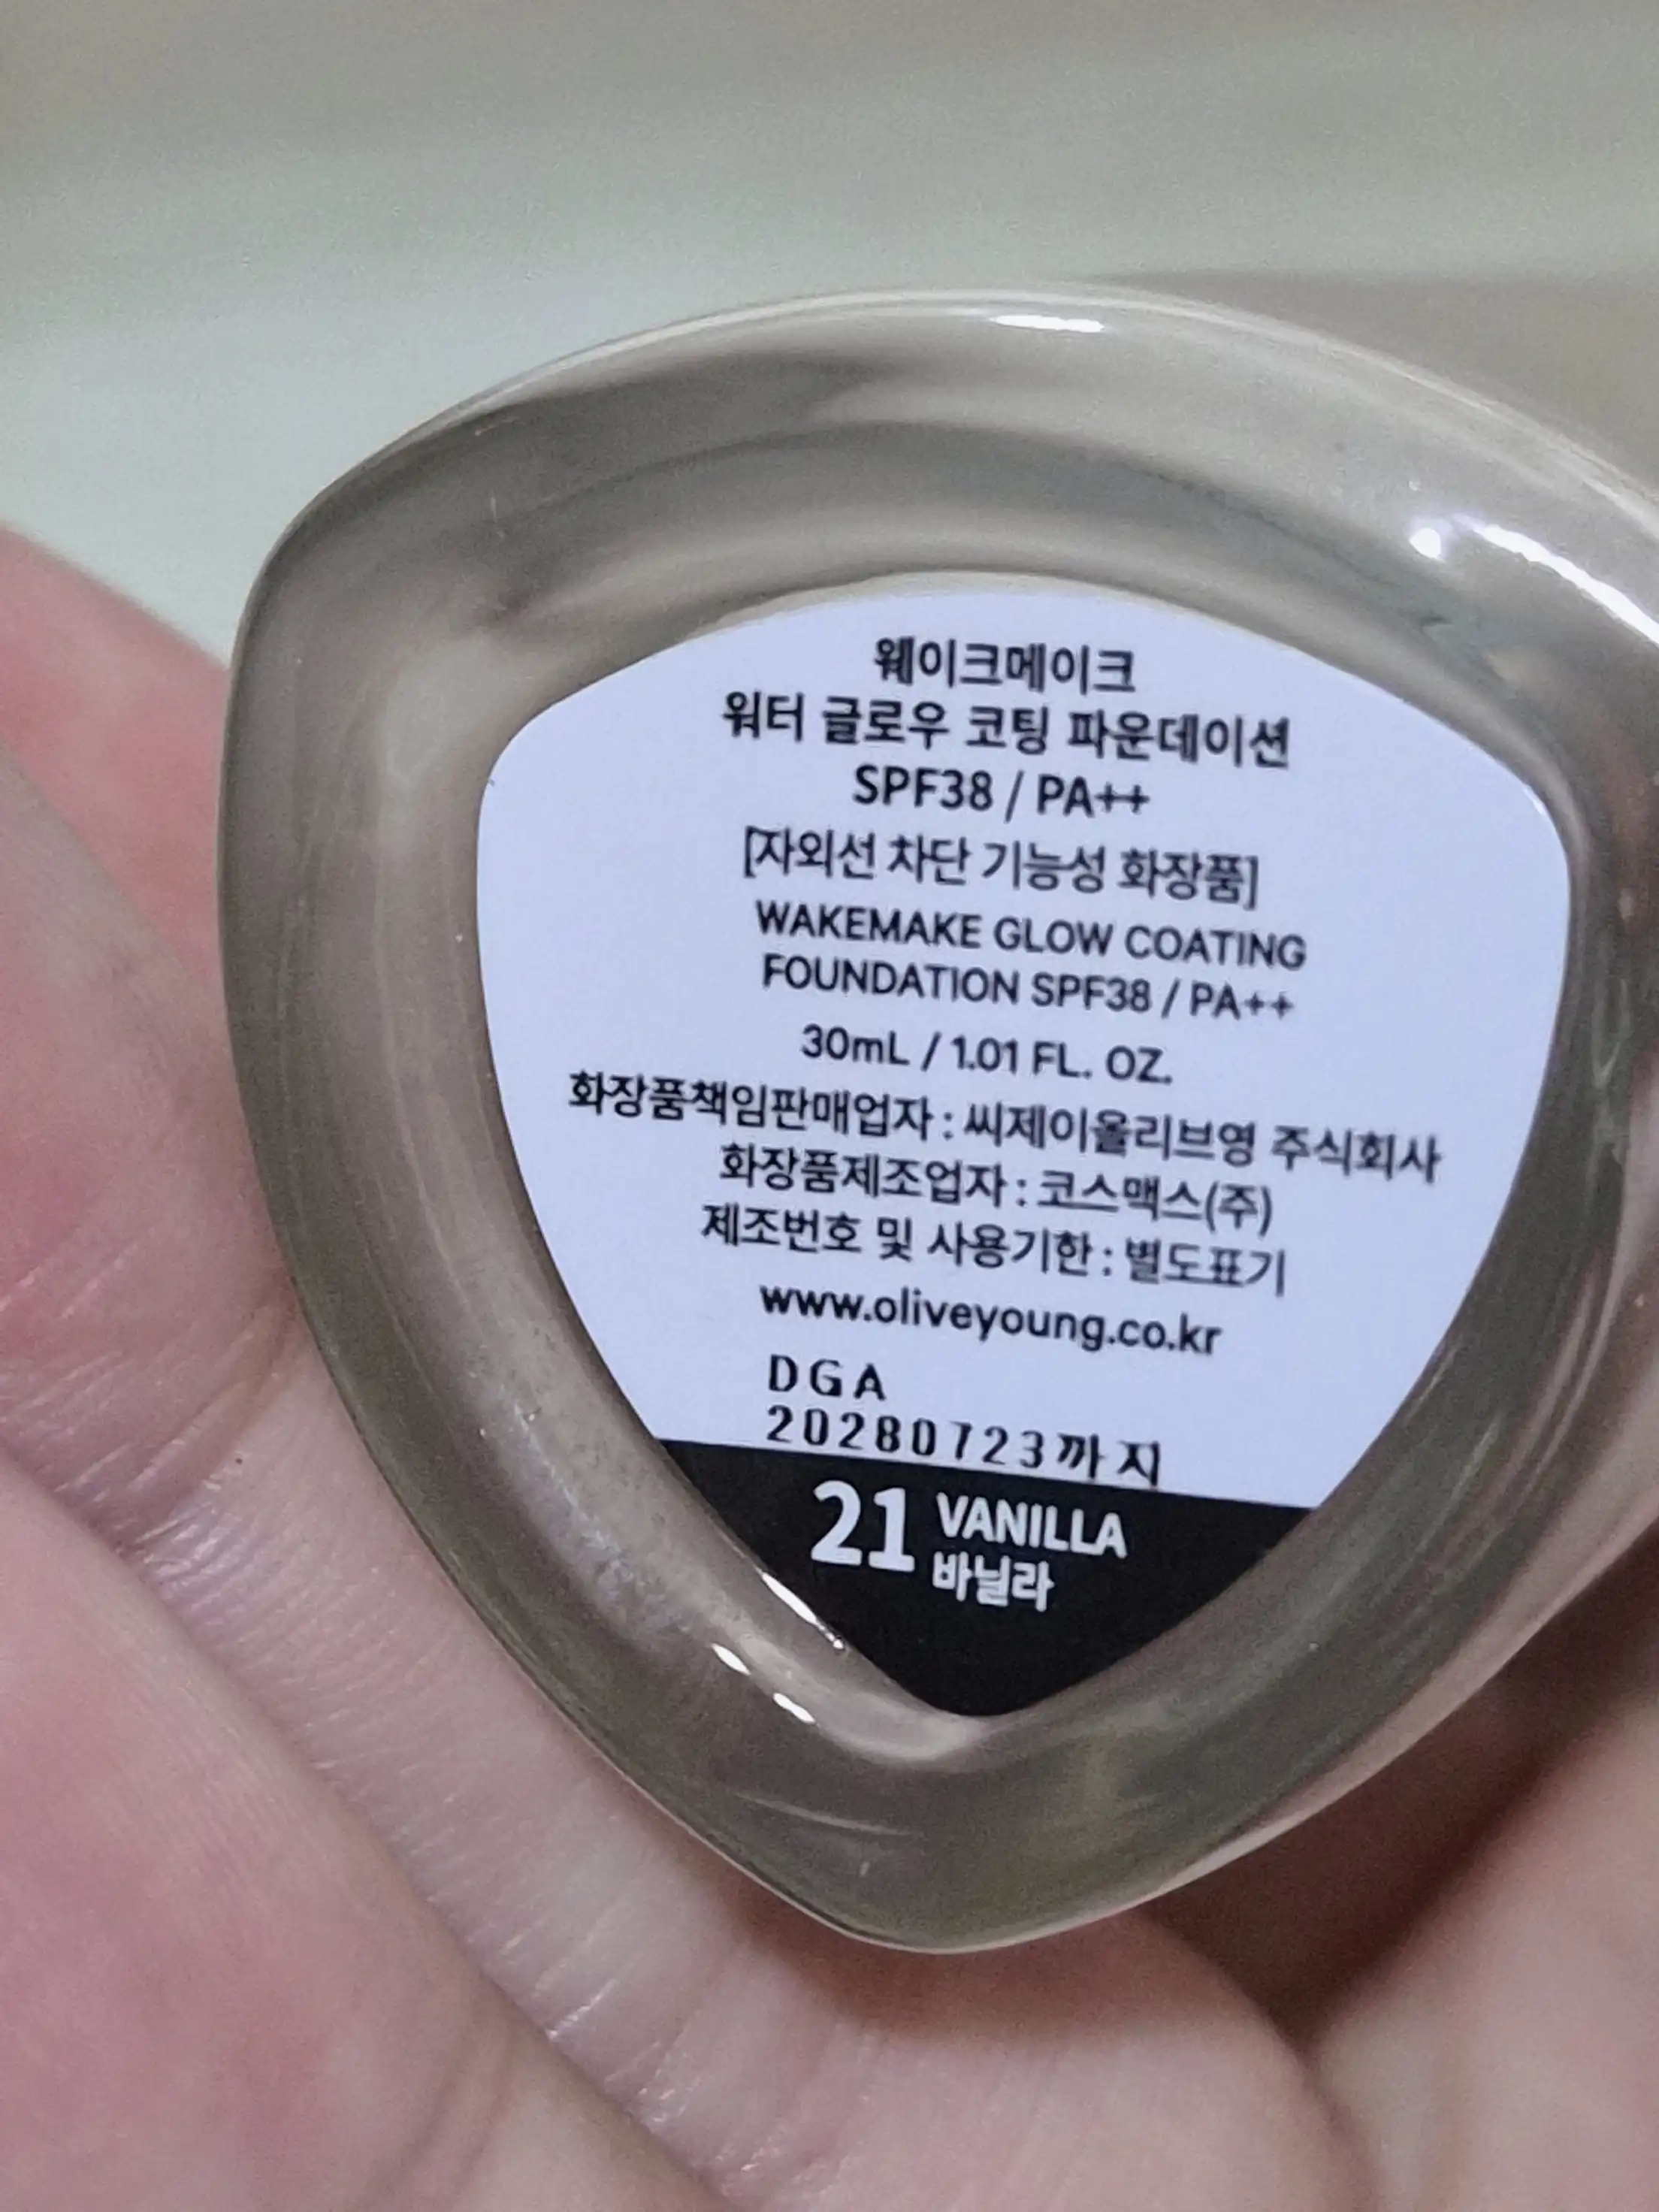 웨이크메이크
워터 글로우 코팅 파운데이션
SPF38 / PA++
[자외선 차단 기능성 화장품]
WAKEMAKE GLOW COATING
FOUNDATION SPF38 / PA++
30mL / 1.01 FL. OZ.
화장품책임판매업자 : 씨제이올리브영 주식회사
화장품제조업자 : 코스맥스(주)
제조번호 및 사용기한 : 별도표기
www.oliveyoung.co.kr
DGA
20280723까지
21 VANILLA
바닐라